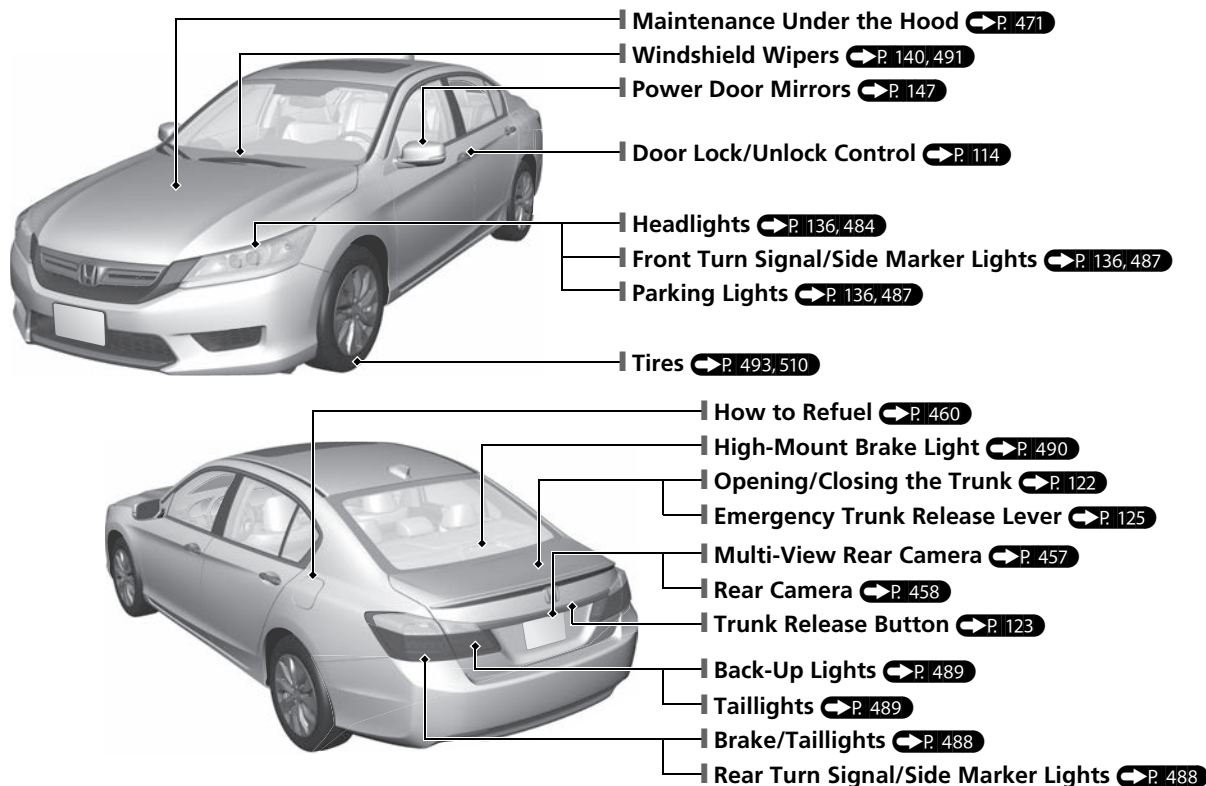 Maintenance Under the Hood P. 471
Windshield Wipers P. 140, 491
Power Door Mirrors P. 147
Door Lock/Unlock Control P. 114
Headlights P. 136, 484
Front Turn Signal/Side Marker Lights P. 136, 487
Parking Lights P. 136, 487
Tires P. 493, 510
How to Refuel P. 460
High-Mount Brake Light P. 490
Opening/Closing the Trunk P. 122
Emergency Trunk Release Lever P. 125
Multi-View Rear Camera P. 457
Rear Camera P. 458
Trunk Release Button P. 123
Back-Up Lights P. 489
Taillights P. 489
Brake/Taillights P. 488
Rear Turn Signal/Side Marker Lights P. 488